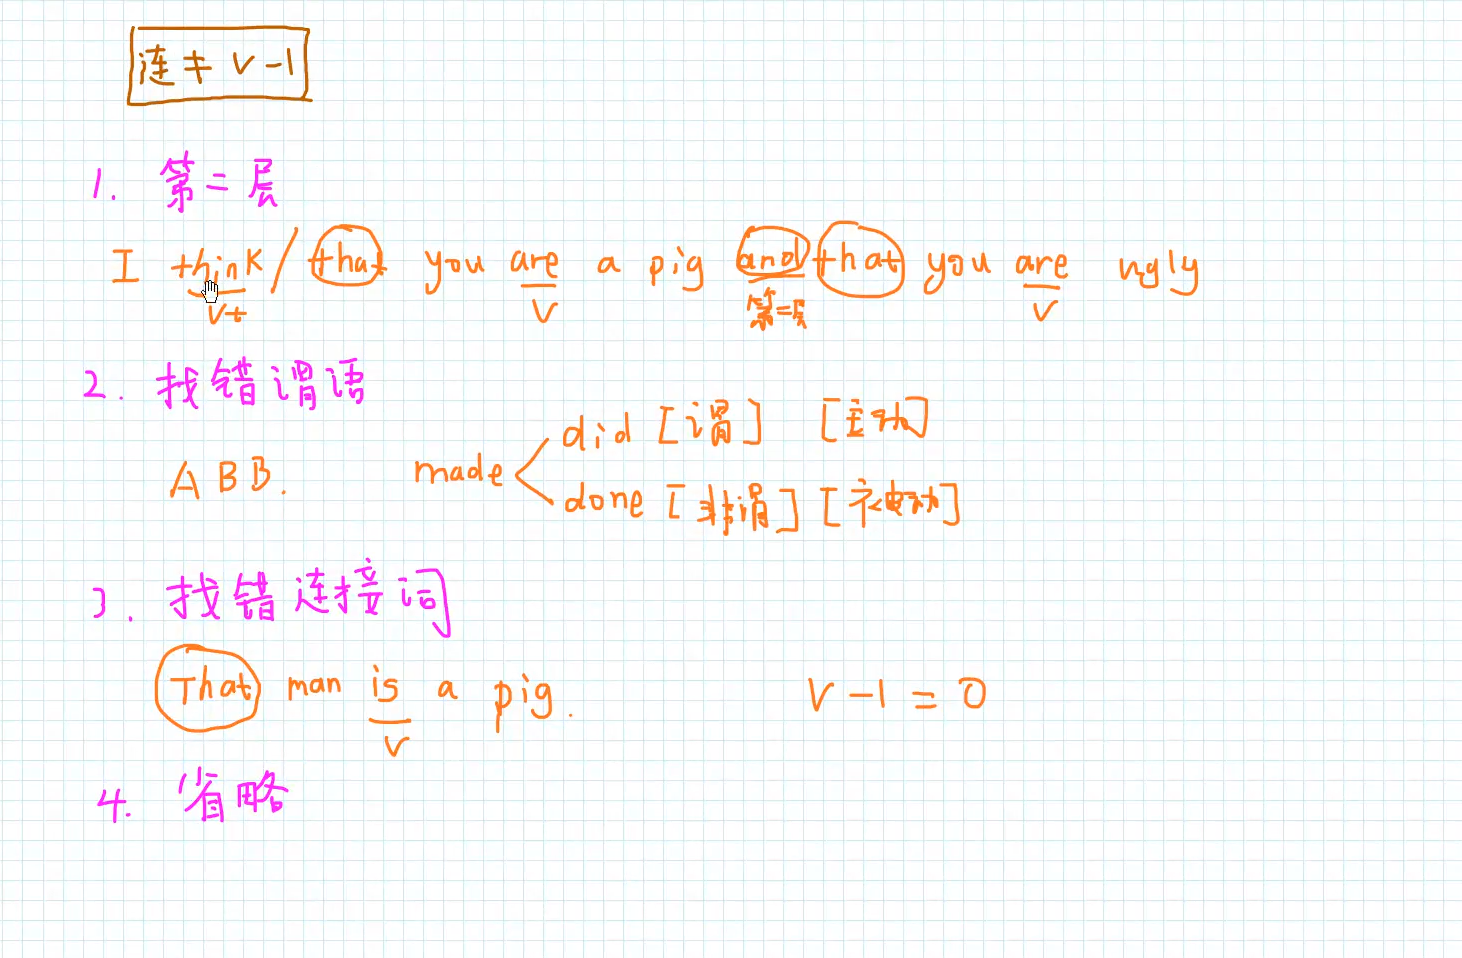 连≠V-1
1. 第二层
I think / that you are a pig and that you are ugly
Vt V 第二层 V
2. 找错谓语
did [谓] [主动]
ABB. made
done [非谓] [被动]
3. 找错连接词
That man is a pig. V-1=0
V
4. 省略